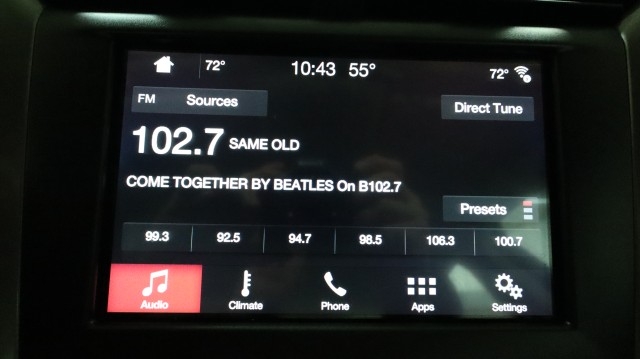 72° 10:43 55° 72°
FM Sources Direct Tune
102.7 SAME OLD
COME TOGETHER BY BEATLES On B102.7
Presets
99.3 92.5 94.7 98.5 106.3 100.7
Audio Climate Phone Apps Settings